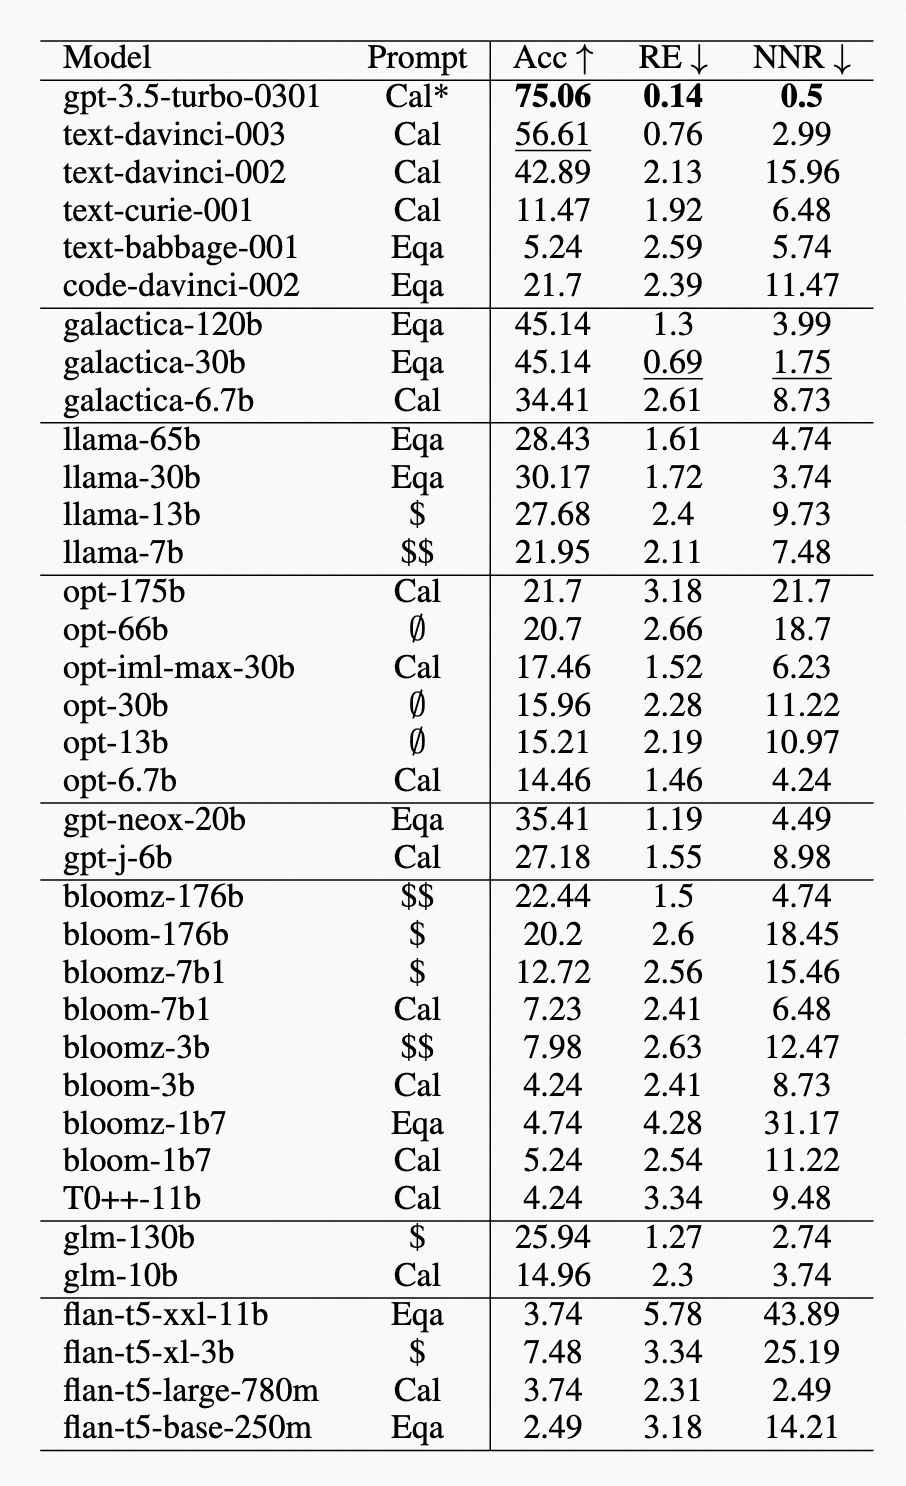 Model Prompt Acc ↑ RE ↓ NNR ↓
gpt-3.5-turbo-0301 Cal* 75.06 0.14 0.5
text-davinci-003 Cal 56.61 0.76 2.99
text-davinci-002 Cal 42.89 2.13 15.96
text-curie-001 Cal 11.47 1.92 6.48
text-babbage-001 Eqa 5.24 2.59 5.74
code-davinci-002 Eqa 21.7 2.39 11.47
galactica-120b Eqa 45.14 1.3 3.99
galactica-30b Eqa 45.14 0.69 1.75
galactica-6.7b Cal 34.41 2.61 8.73
llama-65b Eqa 28.43 1.61 4.74
llama-30b Eqa 30.17 1.72 3.74
llama-13b $ 27.68 2.4 9.73
llama-7b $$ 21.95 2.11 7.48
opt-175b Cal 21.7 3.18 21.7
opt-66b ∅ 20.7 2.66 18.7
opt-iml-max-30b Cal 17.46 1.52 6.23
opt-30b ∅ 15.96 2.28 11.22
opt-13b ∅ 15.21 2.19 10.97
opt-6.7b Cal 14.46 1.46 4.24
gpt-neox-20b Eqa 35.41 1.19 4.49
gpt-j-6b Cal 27.18 1.55 8.98
bloomz-176b $$ 22.44 1.5 4.74
bloom-176b $ 20.2 2.6 18.45
bloomz-7b1 $ 12.72 2.56 15.46
bloom-7b1 Cal 7.23 2.41 6.48
bloomz-3b $$ 7.98 2.63 12.47
bloom-3b Cal 4.24 2.41 8.73
bloomz-1b7 Eqa 4.74 4.28 31.17
bloom-1b7 Cal 5.24 2.54 11.22
T0++-11b Cal 4.24 3.34 9.48
glm-130b $ 25.94 1.27 2.74
glm-10b Cal 14.96 2.3 3.74
flan-t5-xxl-11b Eqa 3.74 5.78 43.89
flan-t5-xl-3b $ 7.48 3.34 25.19
flan-t5-large-780m Cal 3.74 2.31 2.49
flan-t5-base-250m Eqa 2.49 3.18 14.21